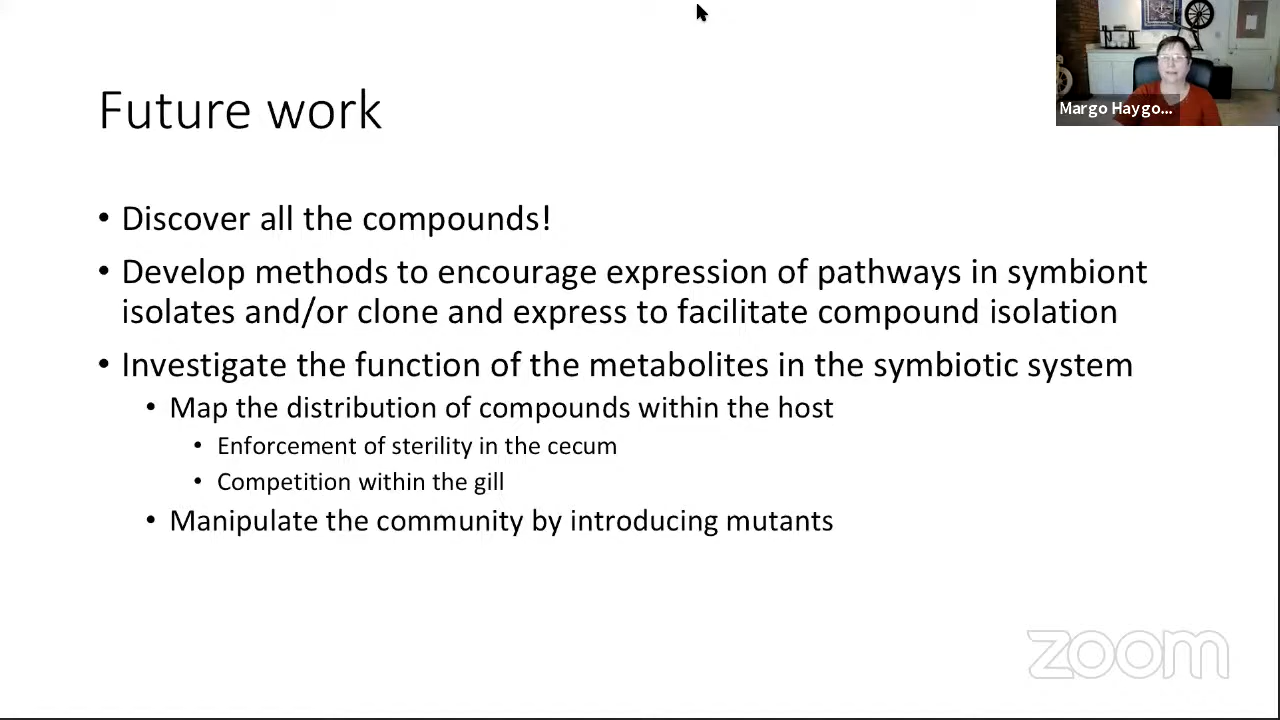 Margo Haygo...
Future work
• Discover all the compounds!
• Develop methods to encourage expression of pathways in symbiont
isolates and/or clone and express to facilitate compound isolation
• Investigate the function of the metabolites in the symbiotic system
• Map the distribution of compounds within the host
• Enforcement of sterility in the cecum
• Competition within the gill
• Manipulate the community by introducing mutants
zoom